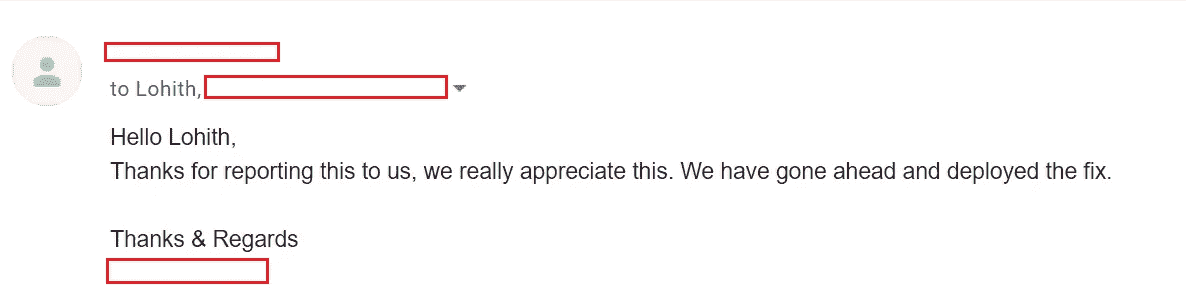 to Lohith,
Hello Lohith,
Thanks for reporting this to us, we really appreciate this. We have gone ahead and deployed the fix.
Thanks & Regards